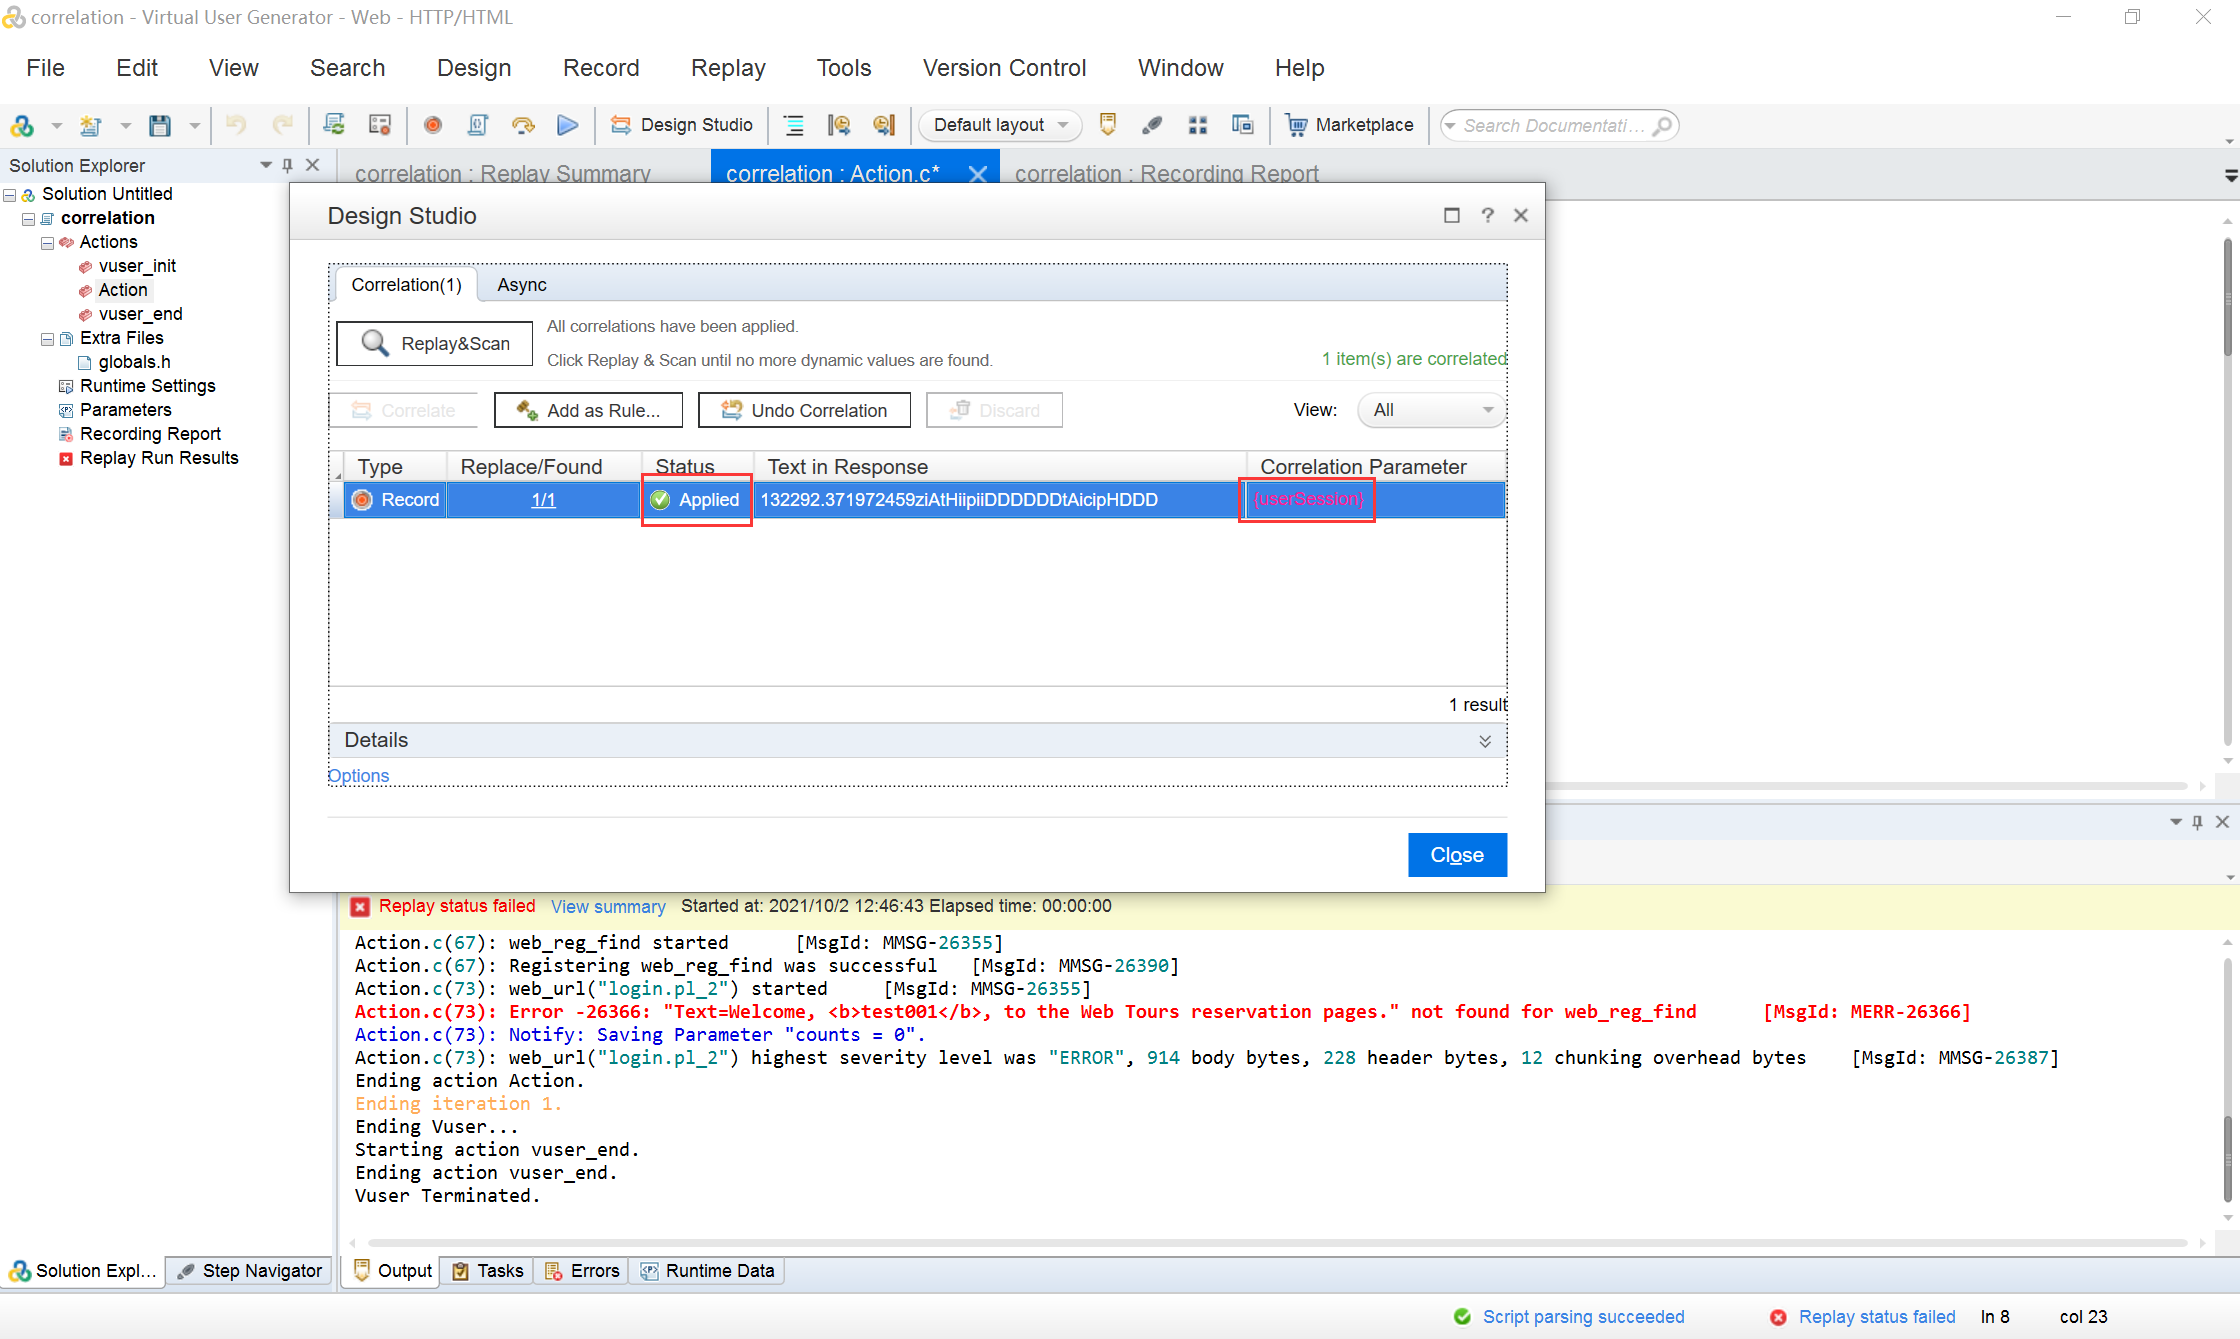 correlation - Virtual User Generator - Web - HTTP/HTML
File Edit View Search Design Record Replay Tools Version Control Window Help
Design Studio Default layout Marketplace Search Documentati...
Solution Explorer
correlation : Replay Summary correlation : Action.c* correlation : Recording Report
Solution Untitled
correlation
Actions
vuser_init
Action
vuser_end
Extra Files
globals.h
Runtime Settings
Parameters
Recording Report
Replay Run Results
Design Studio
Correlation(1) Async
Replay&Scan
All correlations have been applied.
Click Replay & Scan until no more dynamic values are found.
1 item(s) are correlated
Correlate Add as Rule... Undo Correlation Discard View: All
Type Replace/Found Status Text in Response Correlation Parameter
Record 1/1 Applied 132292.371972459ziAtHiipiiDDDDDDtAicipHDDD {userSession}
1 result
Details
Options
Close
Replay status failed View summary Started at: 2021/10/2 12:46:43 Elapsed time: 00:00:00
Action.c(67): web_reg_find started [MsgId: MMSG-26355]
Action.c(67): Registering web_reg_find was successful [MsgId: MMSG-26390]
Action.c(73): web_url("login.pl_2") started [MsgId: MMSG-26355]
Action.c(73): Error -26366: "Text=Welcome, <b>test001</b>, to the Web Tours reservation pages." not found for web_reg_find [MsgId: MERR-26366]
Action.c(73): Notify: Saving Parameter "counts = 0".
Action.c(73): web_url("login.pl_2") highest severity level was "ERROR", 914 body bytes, 228 header bytes, 12 chunking overhead bytes [MsgId: MMSG-26387]
Ending action Action.
Ending iteration 1.
Ending Vuser...
Starting action vuser_end.
Ending action vuser_end.
Vuser Terminated.
Solution Expl... Step Navigator Output Tasks Errors Runtime Data
Script parsing succeeded Replay status failed ln 8 col 23